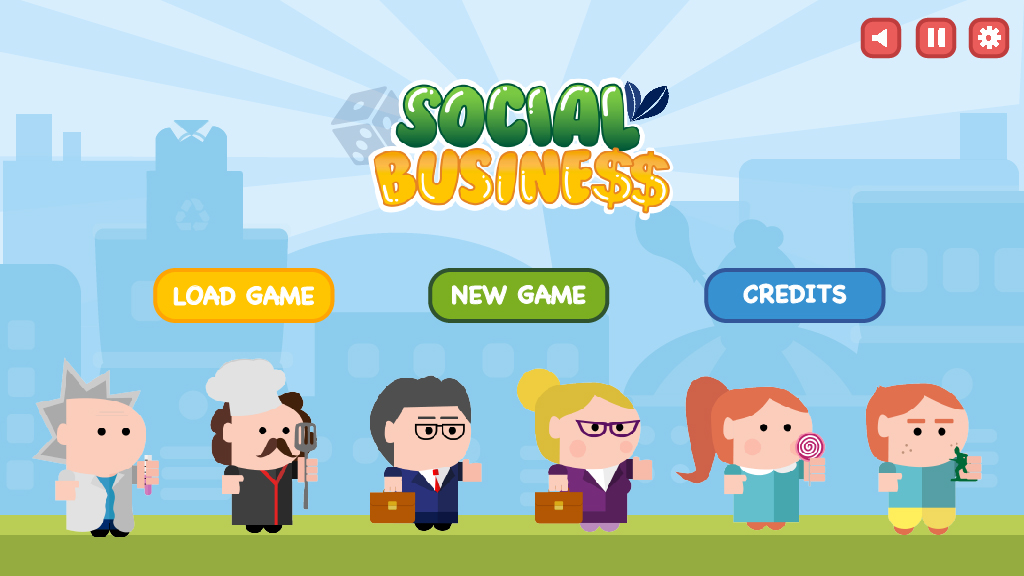 SOCIAL
BUSINE$$
LOAD GAME
NEW GAME
CREDITS